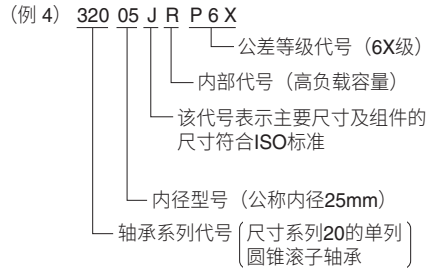 （例 4） 320 05 J R P 6 X
公差等级代号（6X级）
内部代号（高负载容量）
该代号表示主要尺寸及组件的
尺寸符合ISO标准
内径型号（公称内径25mm）
轴承系列代号 尺寸系列20的单列
圆锥滚子轴承